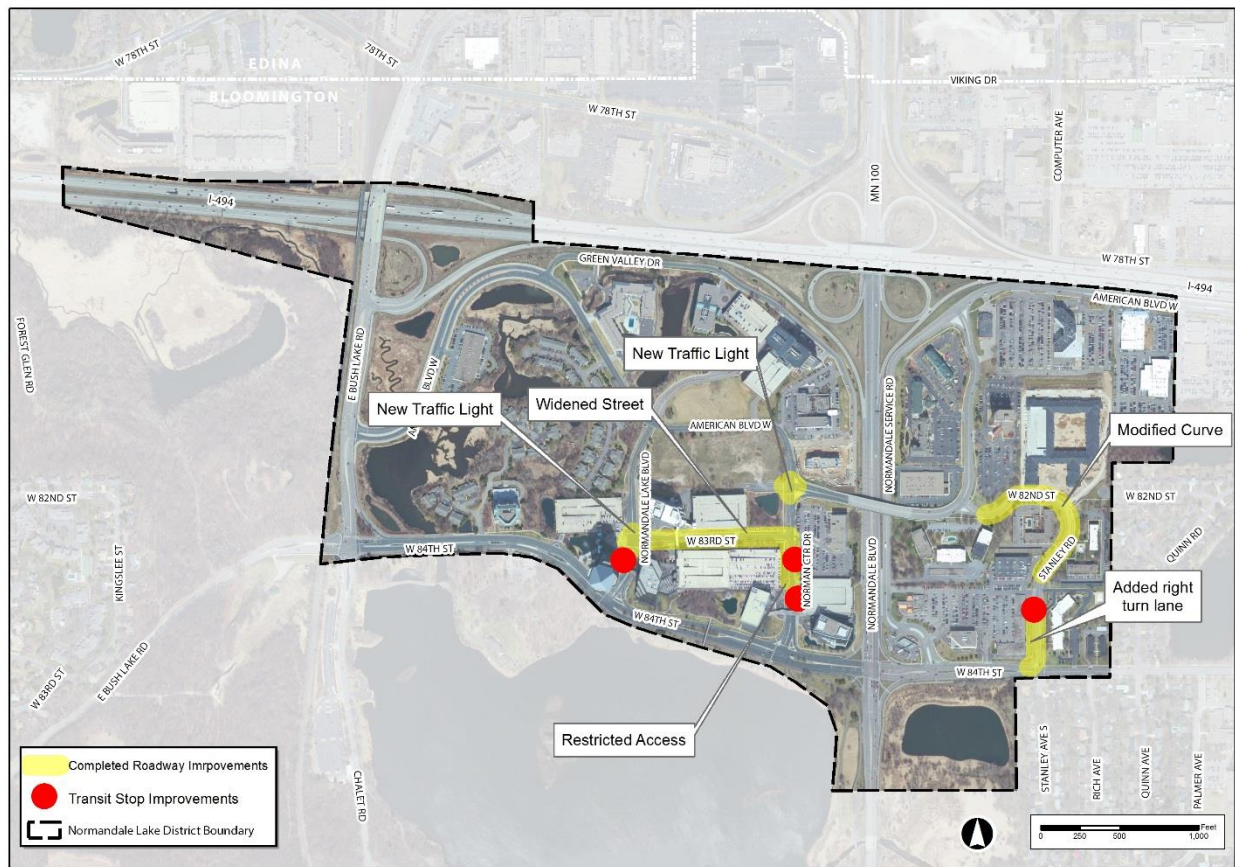 W 78TH ST
78TH ST
EDINA
BLOOMINGTON
W 78TH ST
VIKING DR
COMPUTER AVE
MN 100
I-494
GREEN VALLEY DR
W 78TH ST
I-494
AMERICAN BLVD W
FOREST GLEN RD
E BUSH LAKE RD
BLVD W
New Traffic Light
Widened Street
New Traffic Light
AMERICAN BLVD W
NORMANDALE SERVICE RD
Modified Curve
W 82ND ST
W 82ND ST
W 82ND ST
NORMANDALE LAKE BLVD
W 83RD ST
NORMAN CTR DR
NORMANDALE BLVD
STANLEY RD
QUINN RD
KINGSLEE ST
W 84TH ST
W 84TH ST
Added right
turn lane
W 84TH ST
W 83RD ST
E BUSH LAKE RD
Restricted Access
CHALET RD
STANLEY AVE S
RICH AVE
QUINN AVE
PALMER AVE
Completed Roadway Imrpovements
Transit Stop Improvements
Normandale Lake District Boundary
Feet
0 250 500 1,000